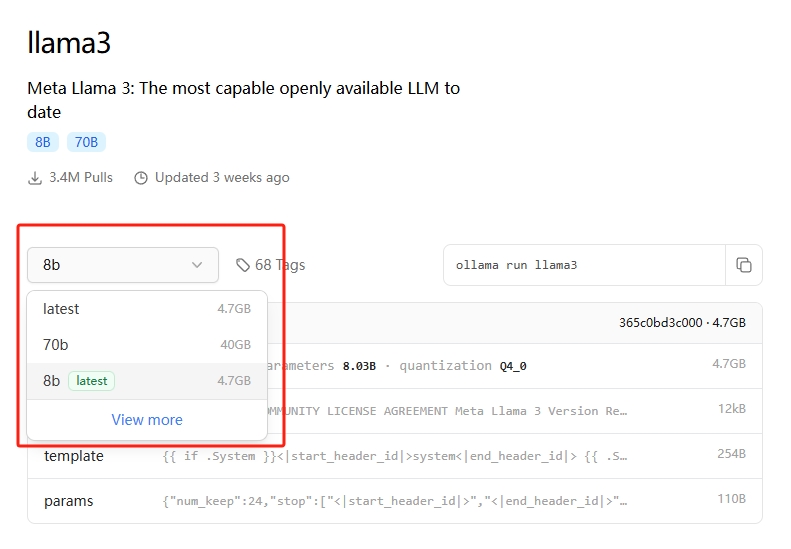 llama3
Meta Llama 3: The most capable openly available LLM to
date
8B 70B
3.4M Pulls Updated 3 weeks ago
8b 68 Tags ollama run llama3
latest 4.7GB
365c0bd3c000 · 4.7GB
70b 40GB
arameters 8.03B · quantization Q4_0 4.7GB
8b latest 4.7GB
MMUNITY LICENSE AGREEMENT Meta Llama 3 Version Re… 12kB
View more
template {{ if .System }}<|start_header_id|>system<|end_header_id|> {{ .S… 254B
params {"num_keep":24,"stop":["<|start_header_id|>","<|end_header_id|>"… 110B